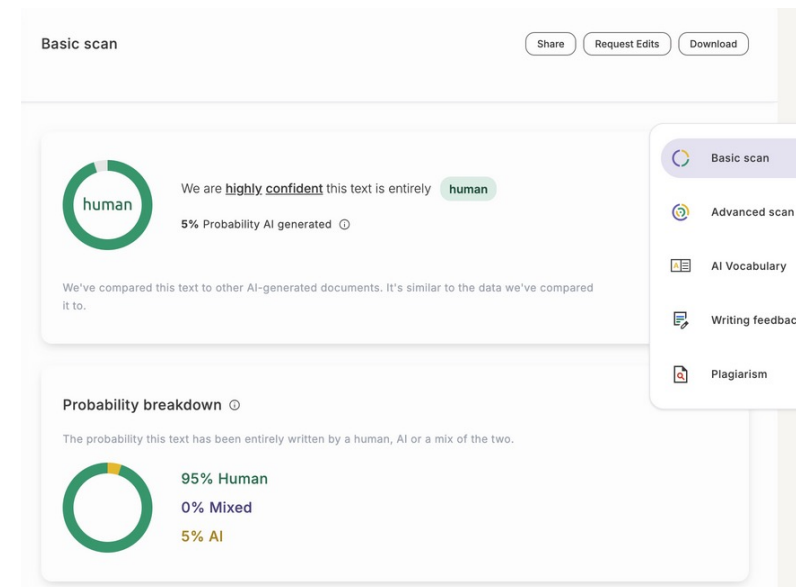 Basic scan
Share
Request Edits
Download
human
We are highly confident this text is entirely human
5% Probability AI generated
We've compared this text to other AI-generated documents. It's similar to the data we've compared
it to.
Basic scan
Advanced scan
AI Vocabulary
Writing feedbac
Plagiarism
Probability breakdown
The probability this text has been entirely written by a human, AI or a mix of the two.
95% Human
0% Mixed
5% AI